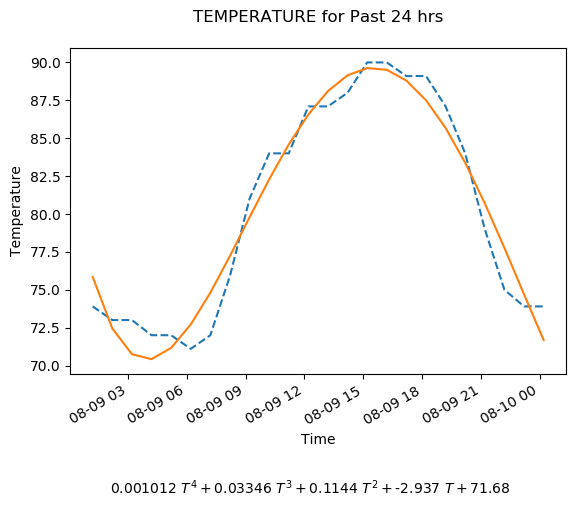 TEMPERATURE for Past 24 hrs
90.0
87.5
85.0
82.5
80.0
77.5
75.0
72.5
70.0
Temperature
08-09 03 08-09 06 08-09 09 08-09 12 08-09 15 08-09 18 08-09 21 08-10 00
Time
0.001012 T⁴ + 0.03346 T³ + 0.1144 T² + -2.937 T + 71.68